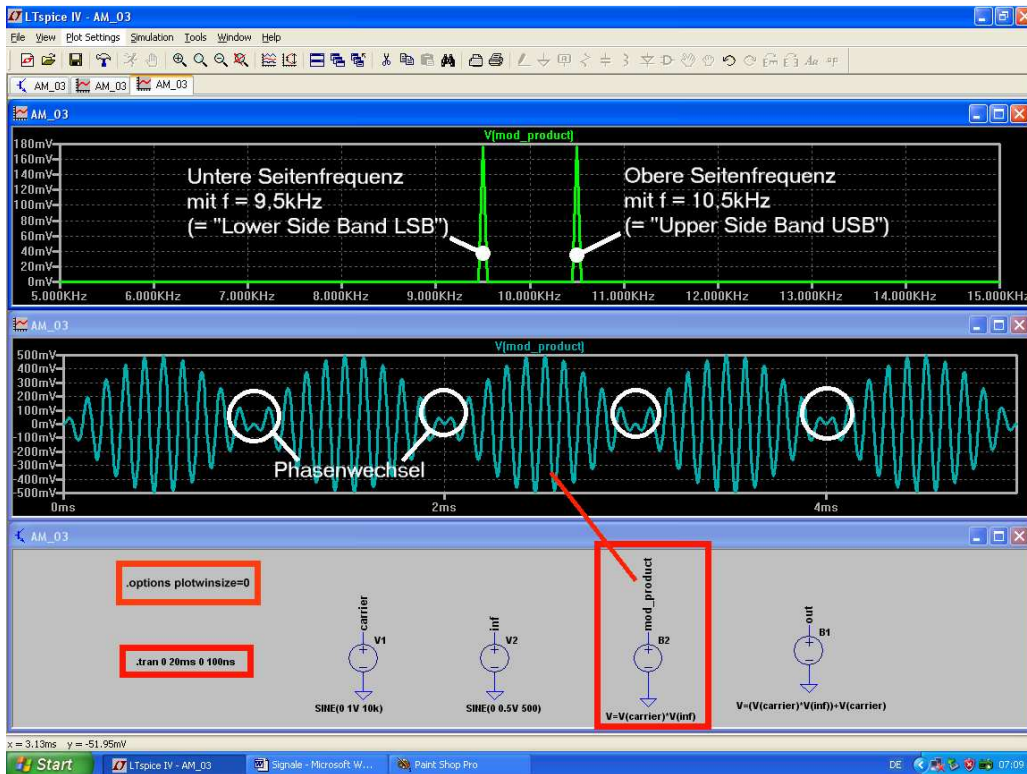 LTspice IV - AM_03
File View Plot Settings Simulation Tools Window Help
AM_03 AM_03 AM_03
AM_03
V(mod_product)
180mV
160mV
140mV
120mV
100mV
80mV
60mV
40mV
20mV
0mV
Untere Seitenfrequenz
mit f = 9,5kHz
(= "Lower Side Band LSB")
Obere Seitenfrequenz
mit f = 10,5kHz
(= "Upper Side Band USB")
5.000KHz 6.000KHz 7.000KHz 8.000KHz 9.000KHz 10.000KHz 11.000KHz 12.000KHz 13.000KHz 14.000KHz 15.000KHz
AM_03
V(mod_product)
500mV
400mV
300mV
200mV
100mV
0mV
-100mV
-200mV
-300mV
-400mV
-500mV
Phasenwechsel
0ms 2ms 4ms
AM_03
.options plotwinsize=0
.tran 0 20ms 0 100ns
carrier
V1
SINE(0 1V 10k)
inf
V2
SINE(0 0.5V 500)
mod_product
B2
V=V(carrier)*V(inf)
out
B1
V=(V(carrier)*V(inf))+V(carrier)
x = 3.13ms y = -51.95mV
Start LTspice IV - AM_03 Signale - Microsoft W... Paint Shop Pro DE 07:09